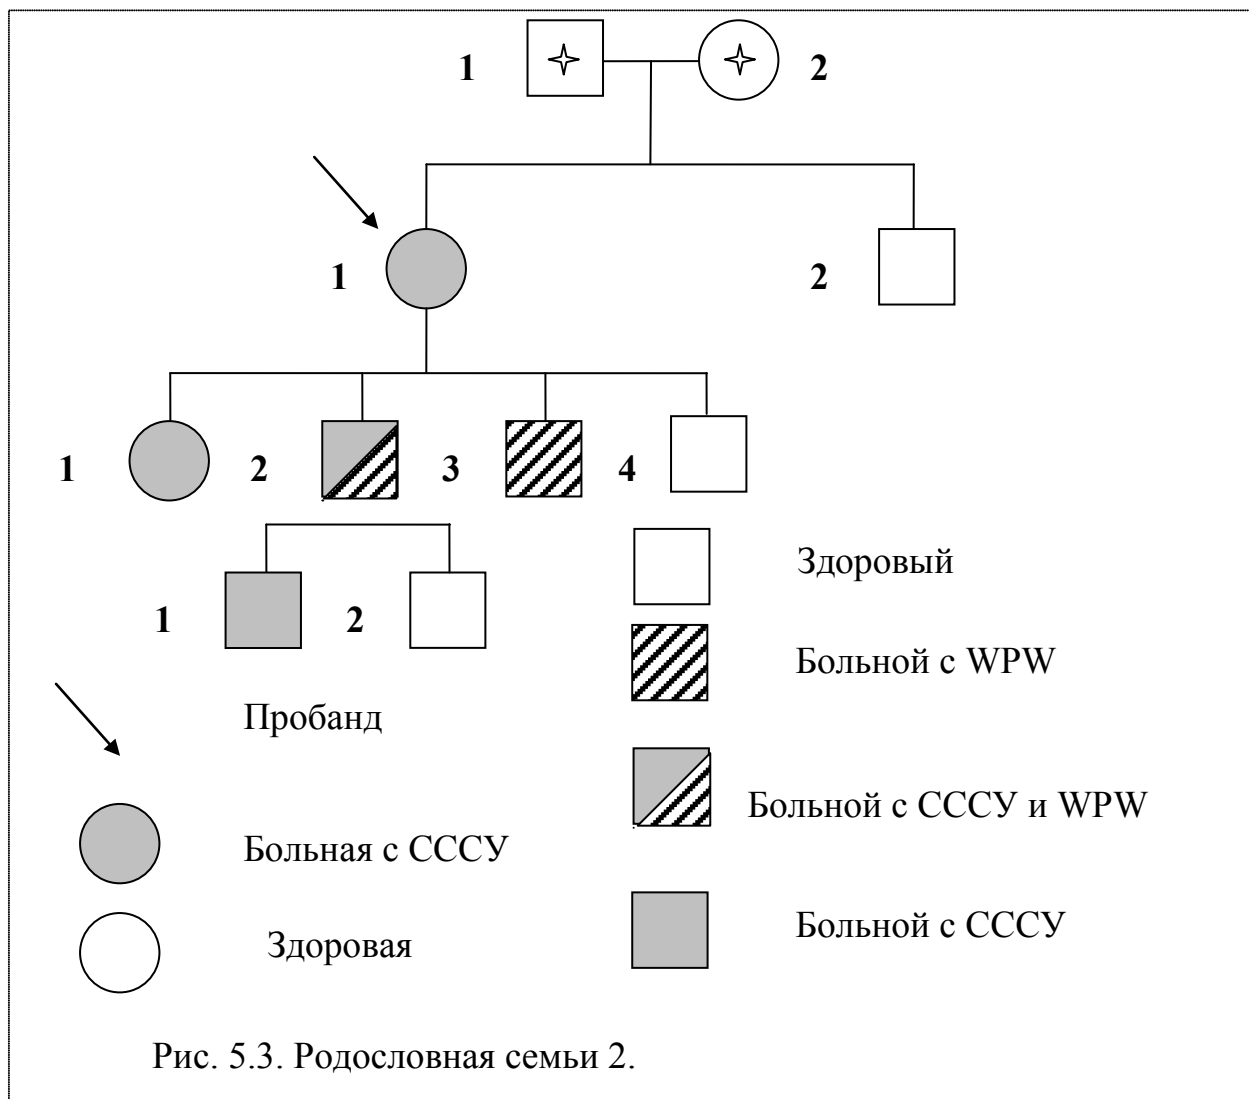 1 2
1 2
1 2 3 4
Здоровый
1 2
Больной с WPW
Пробанд
Больной с СССУ и WPW
Больная с СССУ
Больной с СССУ
Здоровая
Рис. 5.3. Родословная семьи 2.